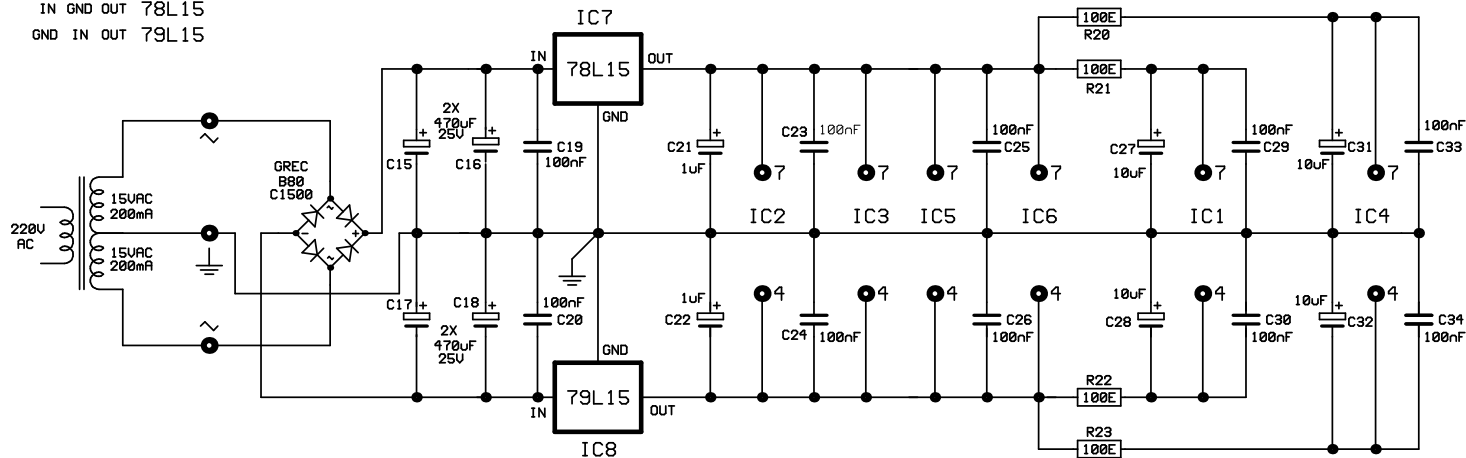 IN GND OUT 78L15
GND IN OUT 79L15
IC7
IN
78L15
OUT
GND
100E
R20
100E
R21
2X
470uF
25V
C15
+
C16
+
C19
100nF
C21
+
1uF
C23
100nF
7
7
7
100nF
C25
7
C27
+
10uF
7
100nF
C29
+
C31
10uF
7
100nF
C33
GREC
B80
C1500
~
-
+
~
~
15VAC
200mA
15VAC
200mA
220V
AC
~
IC2
IC3
IC5
IC6
IC1
IC4
C17
+
2X
470uF
25V
C18
+
100nF
C20
1uF
+
C22
4
C24
100nF
4
4
C26
100nF
4
10uF
+
C28
4
C30
100nF
10uF
+
C32
4
C34
100nF
GND
79L15
IN
OUT
IC8
R22
100E
R23
100E